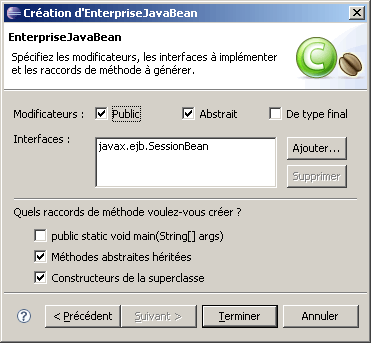 Création d'EnterpriseJavaBean
EnterpriseJavaBean
Spécifiez les modificateurs, les interfaces à implémenter
et les raccords de méthode à générer.
C
Modificateurs : Public Abstrait De type final
Interfaces : javax.ejb.SessionBean Ajouter...
Supprimer
Quels raccords de méthode voulez-vous créer ?
public static void main(String[] args)
Méthodes abstraites héritées
Constructeurs de la superclasse
? < Précédent Suivant > Terminer Annuler